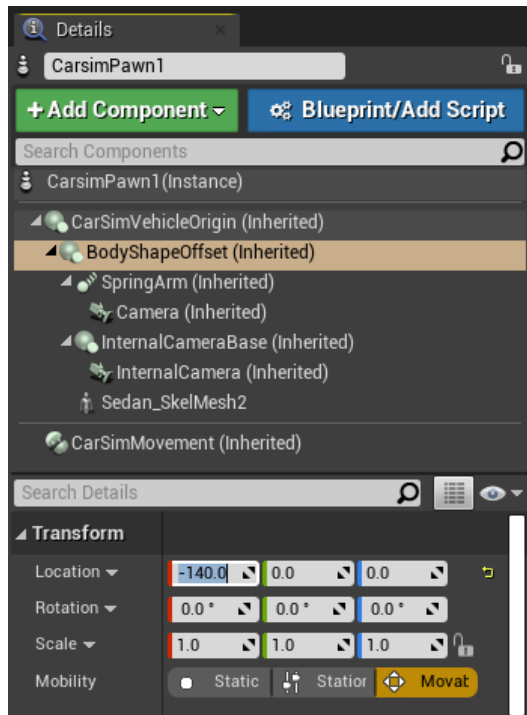 Details
CarsimPawn1
+ Add Component Blueprint/Add Script
Search Components
CarsimPawn1(Instance)
CarSimVehicleOrigin (Inherited)
BodyShapeOffset (Inherited)
SpringArm (Inherited)
Camera (Inherited)
InternalCameraBase (Inherited)
InternalCamera (Inherited)
Sedan_SkelMesh2
CarSimMovement (Inherited)
Search Details
Transform
Location -140.0 0.0 0.0
Rotation 0.0 ° 0.0 ° 0.0 °
Scale 1.0 1.0 1.0
Mobility Static Station Movab